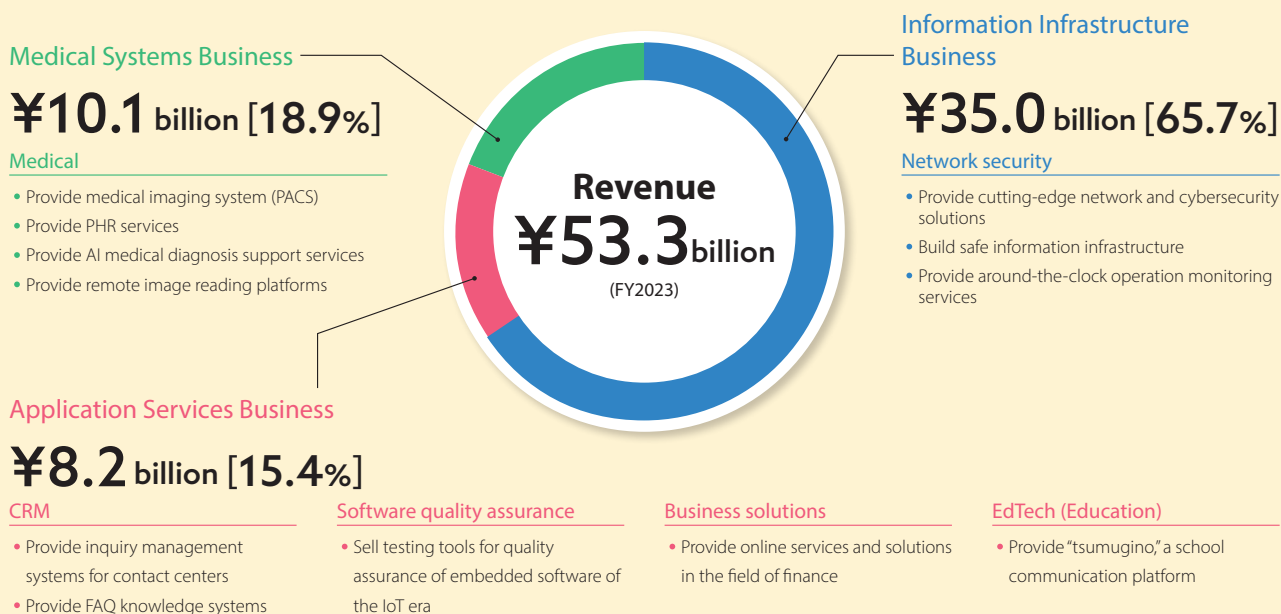 Medical Systems Business
¥10.1 billion [18.9%]
Medical
• Provide medical imaging system (PACS)
• Provide PHR services
• Provide AI medical diagnosis support services
• Provide remote image reading platforms
Revenue
¥53.3 billion
(FY2023)
Information Infrastructure
Business
¥35.0 billion [65.7%]
Network security
• Provide cutting-edge network and cybersecurity
solutions
• Build safe information infrastructure
• Provide around-the-clock operation monitoring
services
Application Services Business
¥8.2 billion [15.4%]
CRM
• Provide inquiry management
systems for contact centers
• Provide FAQ knowledge systems
Software quality assurance
• Sell testing tools for quality
assurance of embedded software of
the IoT era
Business solutions
• Provide online services and solutions
in the field of finance
EdTech (Education)
• Provide “tsumugino,” a school
communication platform